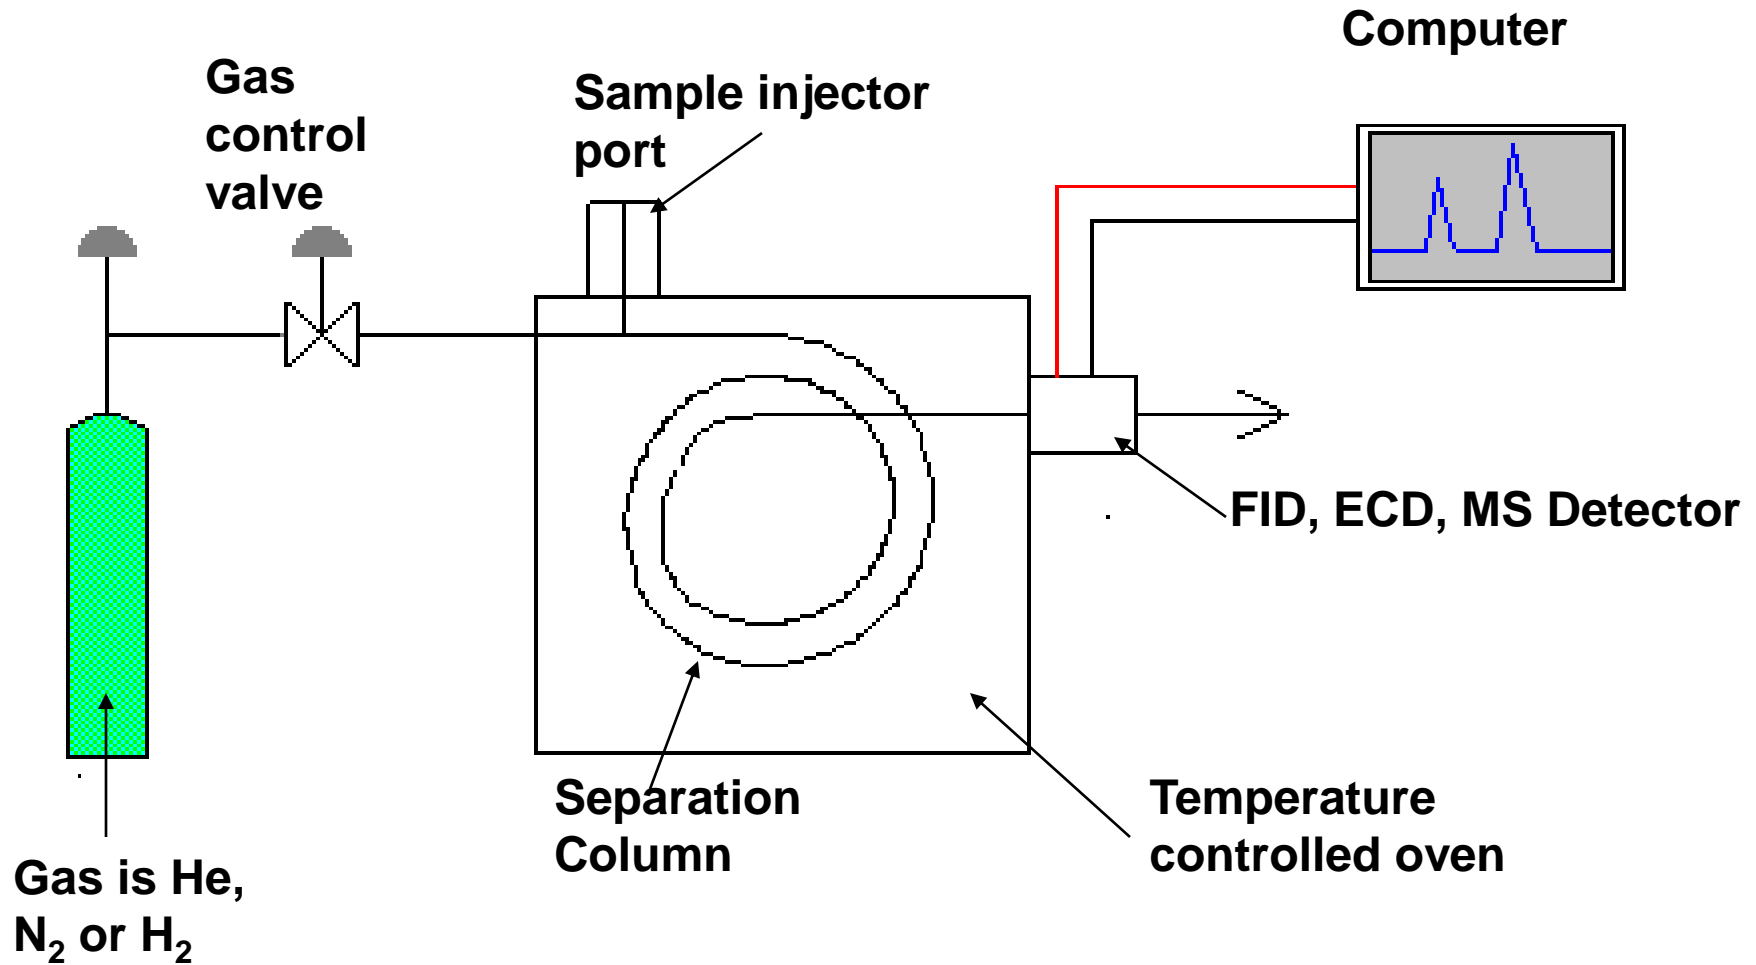 Computer
Gas
control
valve
Sample injector
port
FID, ECD, MS Detector
Separation
Column
Temperature
controlled oven
Gas is He,
N₂ or H₂